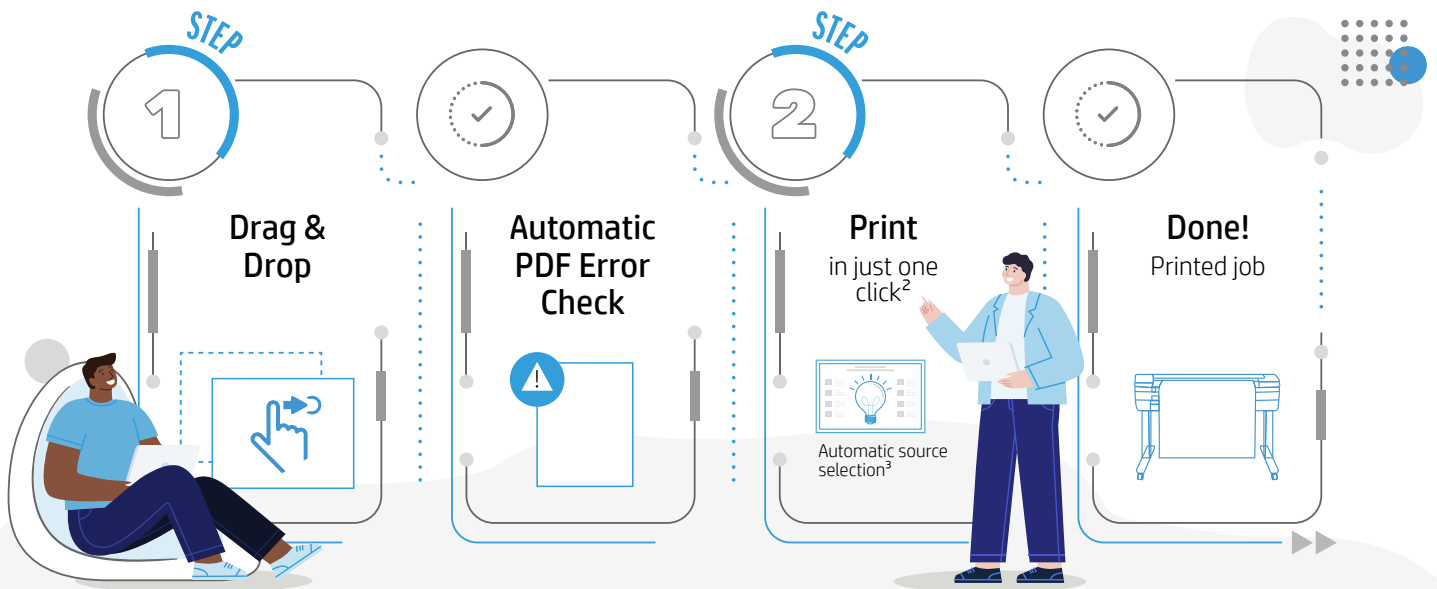 STEP
1
Drag &
Drop
Automatic
PDF Error
Check
!
STEP
2
Print
in just one
click²
Automatic source
selection³
Done!
Printed job